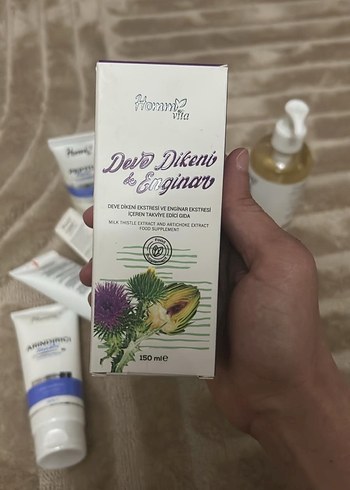 Hommy
vita
Deve Dikeni
& Enginar
DEVE DİKENİ EKSTRESİ VE ENGİNAR EKSTRESİ
İÇEREN TAKVİYE EDİCİ GIDA
MILK THISTLE EXTRACT AND ARTICHOKE EXTRACT
FOOD SUPPLEMENT
150 ml e
ARINDIRICI